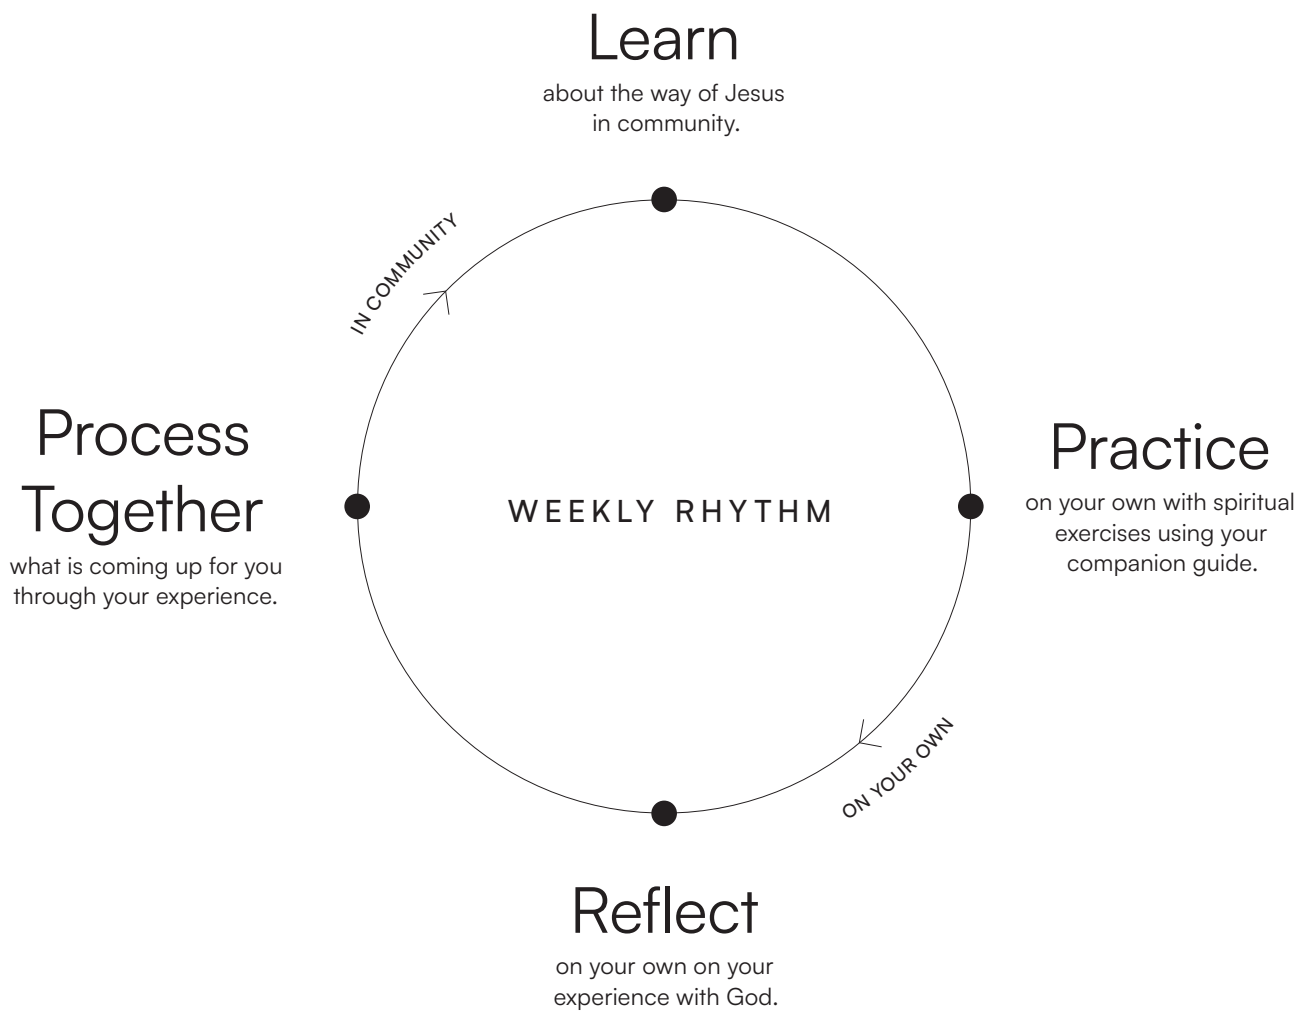 Learn
about the way of Jesus
in community.
IN COMMUNITY
Process
Together
what is coming up for you
through your experience.
WEEKLY RHYTHM
Practice
on your own with spiritual
exercises using your
companion guide.
ON YOUR OWN
Reflect
on your own on your
experience with God.